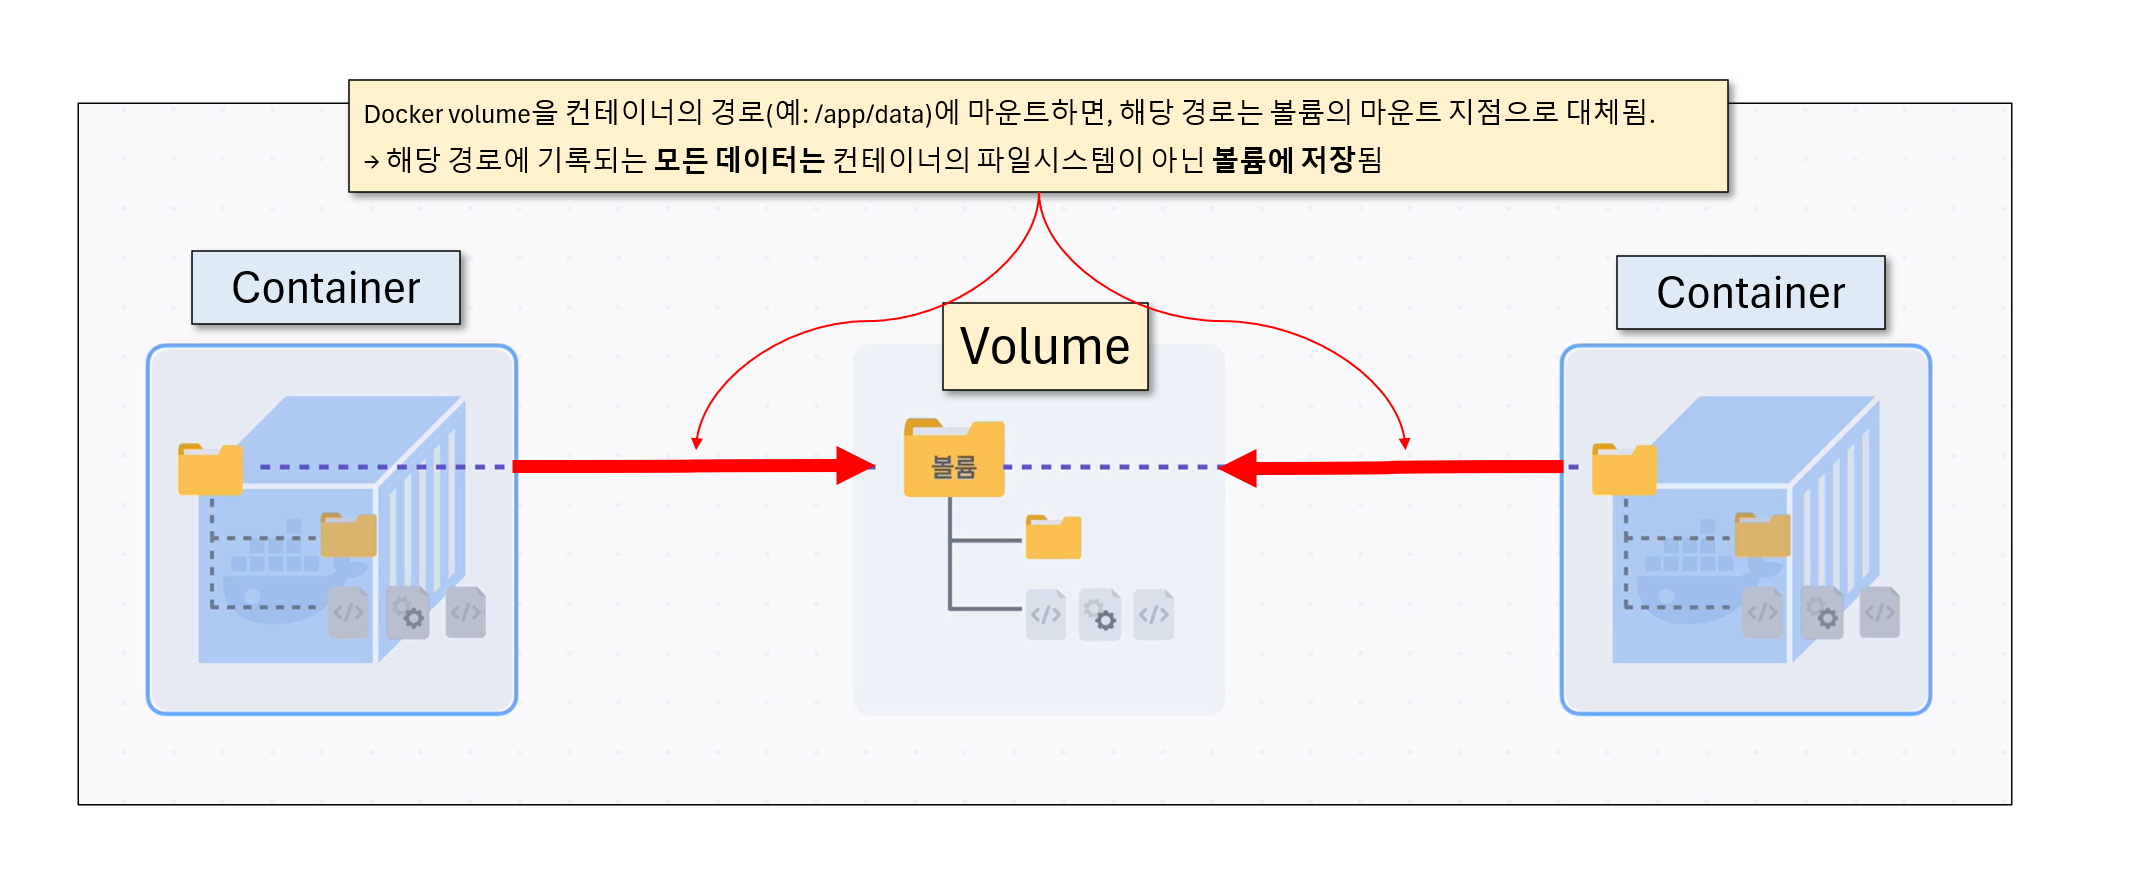 Docker volume을 컨테이너의 경로(예: /app/data)에 마운트하면, 해당 경로는 볼륨의 마운트 지점으로 대체됨.
→ 해당 경로에 기록되는 모든 데이터는 컨테이너의 파일시스템이 아닌 볼륨에 저장됨
Container
Container
Volume
볼륨